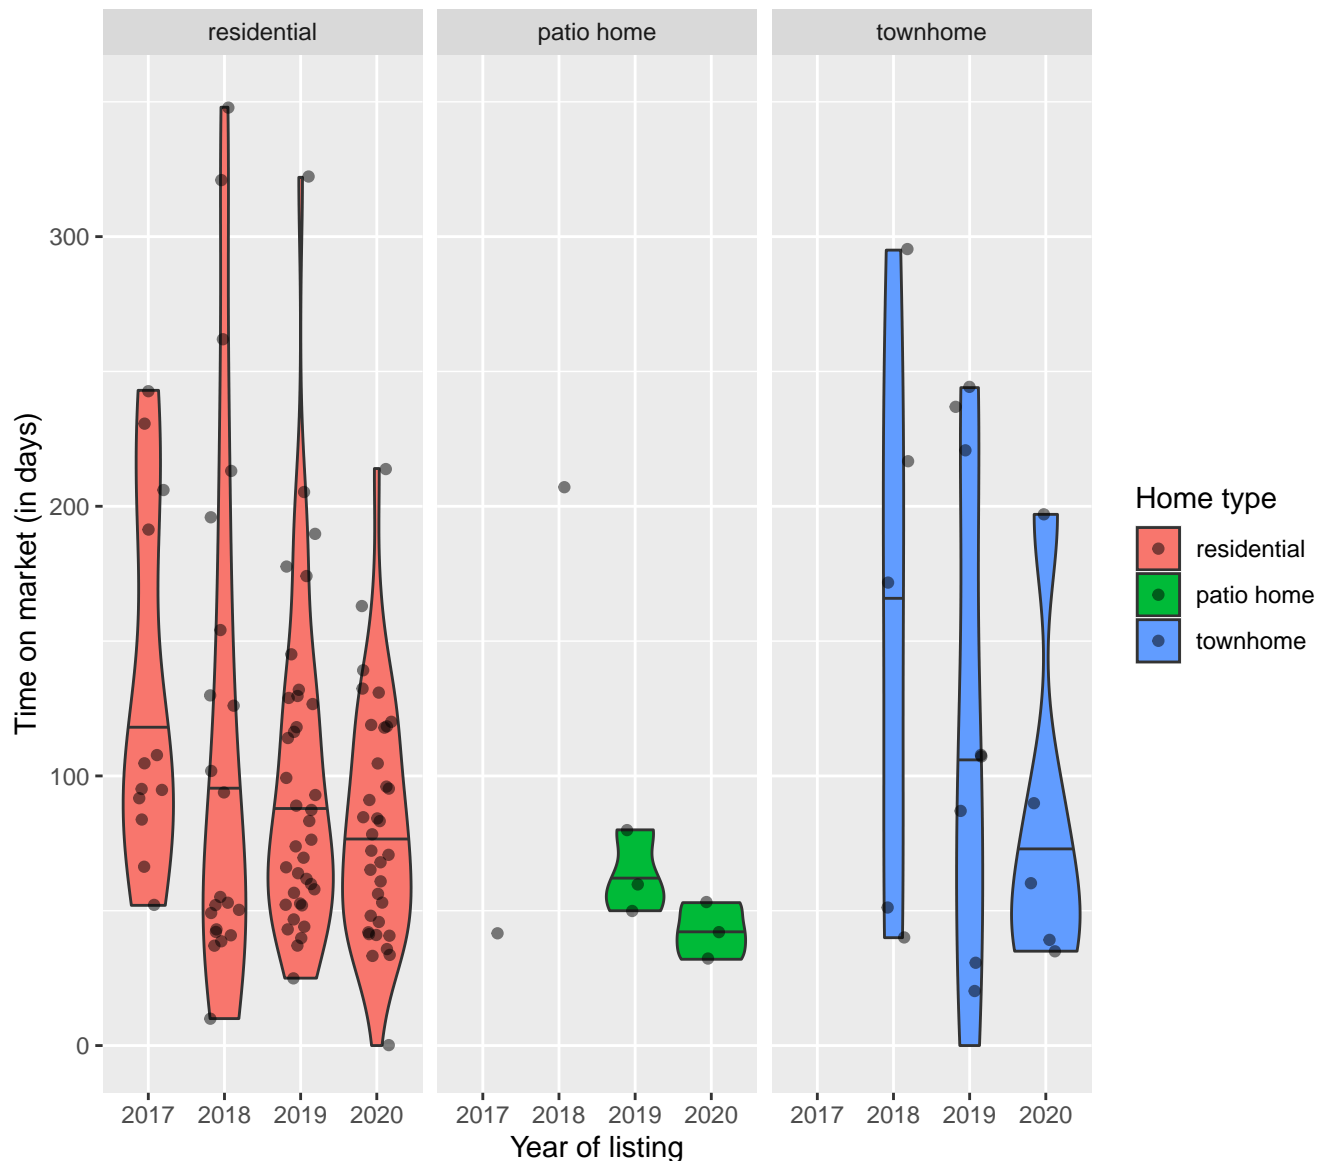 residential patio home townhome
300
200
100
0
Time on market (in days)
2017 2018 2019 2020 2017 2018 2019 2020 2017 2018 2019 2020
Year of listing
Home type
residential
patio home
townhome